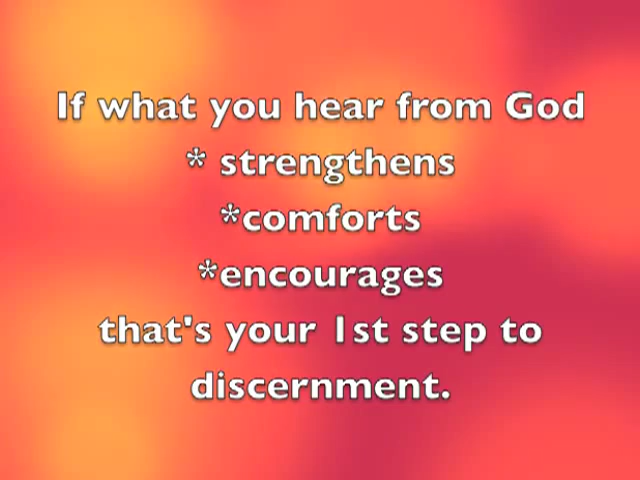 If what you hear from God
* strengthens
*comforts
*encourages
that's your 1st step to
discernment.